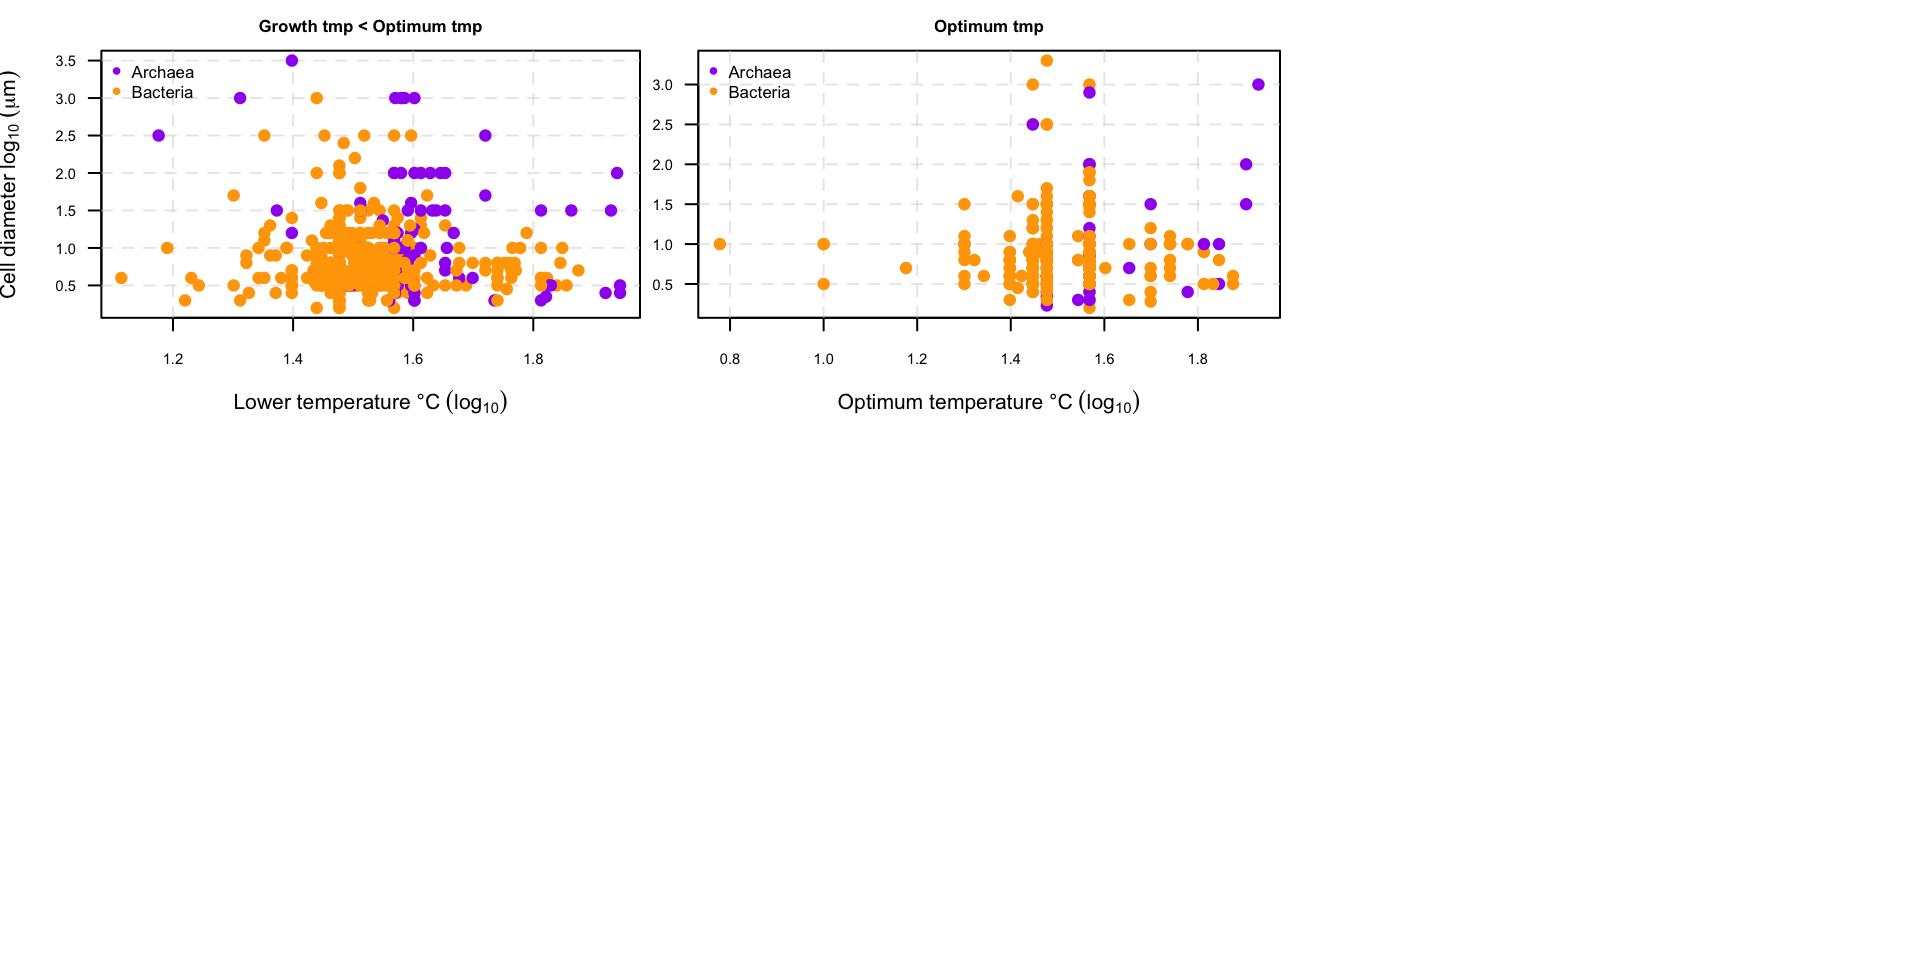 Growth tmp < Optimum tmp
Optimum tmp
Cell diameter log10 (μm)
3.5
3.0
2.5
2.0
1.5
1.0
0.5
Archaea
Bacteria
1.2 1.4 1.6 1.8
Lower temperature °C (log10)
3.0
2.5
2.0
1.5
1.0
0.5
Archaea
Bacteria
0.8 1.0 1.2 1.4 1.6 1.8
Optimum temperature °C (log10)